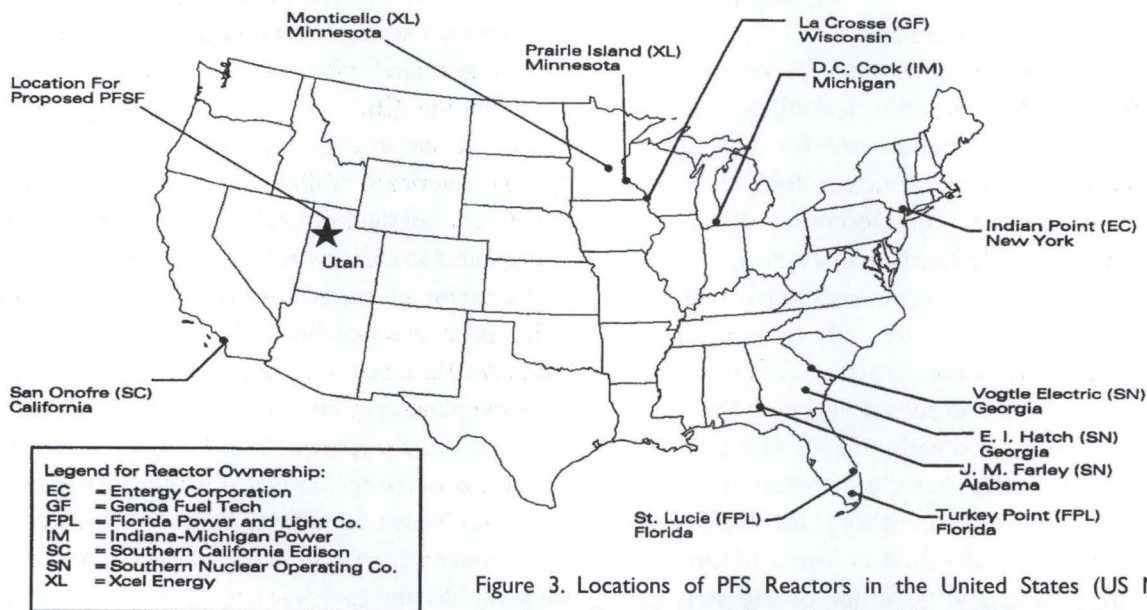 Monticello (XL)
Minnesota
Prairie Island (XL)
Minnesota
La Crosse (GF)
Wisconsin
D.C. Cook (IM)
Michigan
Location For
Proposed PFSF
Utah
Indian Point (EC)
New York
San Onofre (SC)
California
Vogtle Electric (SN)
Georgia
E. I. Hatch (SN)
Georgia
J. M. Farley (SN)
Alabama
St. Lucie (FPL)
Florida
Turkey Point (FPL)
Florida
Legend for Reactor Ownership:
EC = Entergy Corporation
GF = Genoa Fuel Tech
FPL = Florida Power and Light Co.
IM = Indiana-Michigan Power
SC = Southern California Edison
SN = Southern Nuclear Operating Co.
XL = Xcel Energy
Figure 3. Locations of PFS Reactors in the United States (US N